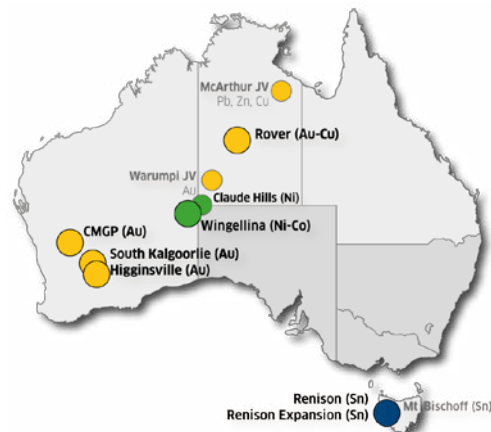 McArthur JV
Pb, Zn, Cu
Rover (Au-Cu)
Warumpi JV
Au
Claude Hills (Ni)
Wingellina (Ni-Co)
CMGP (Au)
South Kalgoorlie (Au)
Higginsville (Au)
Renison (Sn)
Mt Bischoff (Sn)
Renison Expansion (Sn)